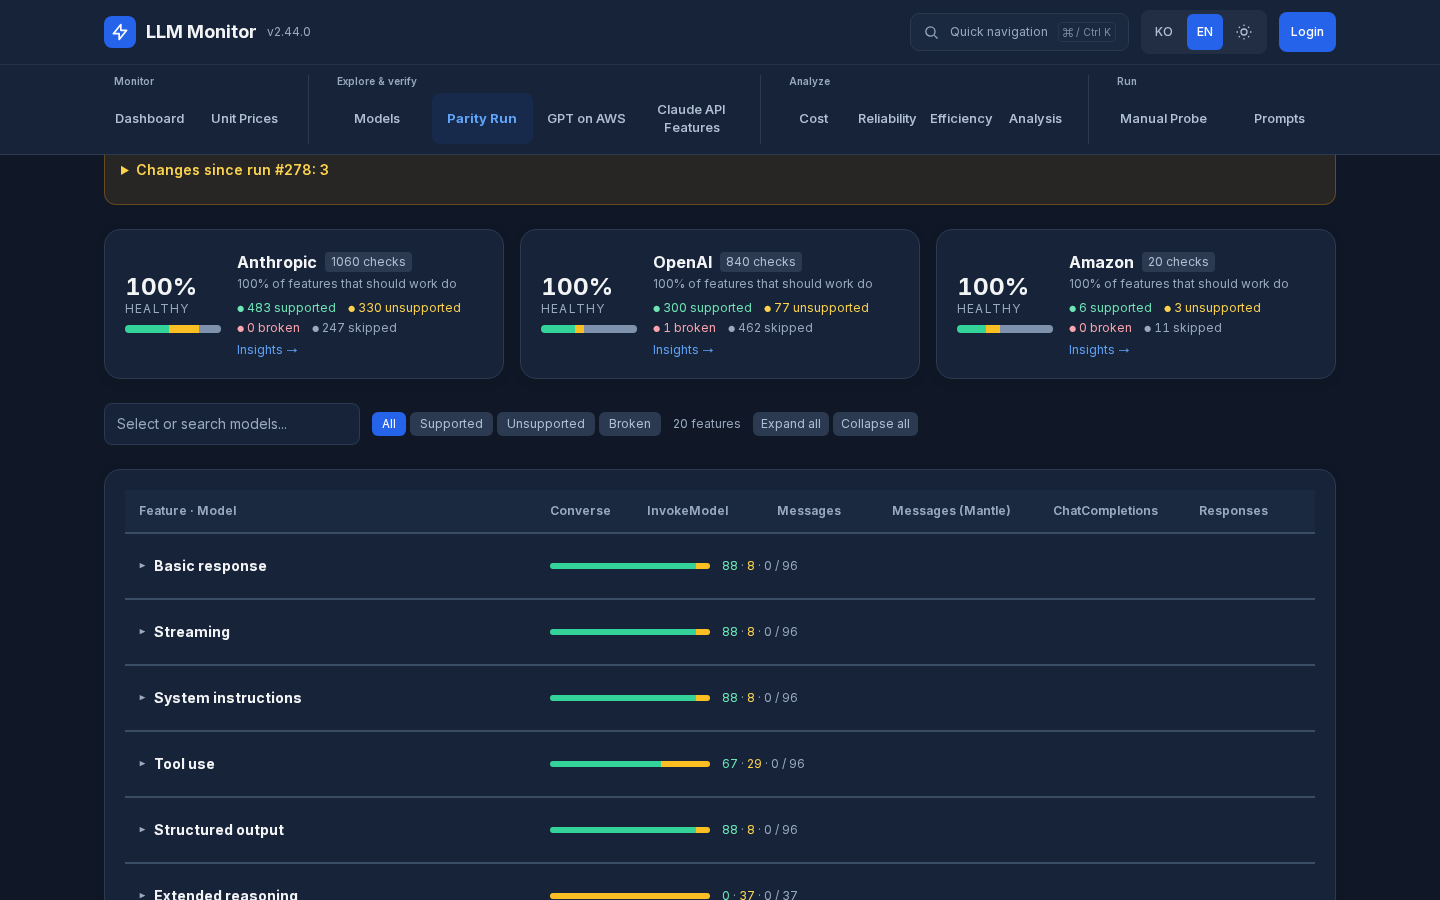 LLM Monitor v2.44.0
Quick navigation ⌘ / Ctrl K
KO EN
Login
Monitor
Dashboard Unit Prices
Explore & verify
Models Parity Run GPT on AWS Claude API Features
Analyze
Cost Reliability Efficiency Analysis
Run
Manual Probe Prompts
▶ Changes since run #278: 3
100%
HEALTHY
Anthropic 1060 checks
100% of features that should work do
● 483 supported ● 330 unsupported
● 0 broken ● 247 skipped
Insights →
100%
HEALTHY
OpenAI 840 checks
100% of features that should work do
● 300 supported ● 77 unsupported
● 1 broken ● 462 skipped
Insights →
100%
HEALTHY
Amazon 20 checks
100% of features that should work do
● 6 supported ● 3 unsupported
● 0 broken ● 11 skipped
Insights →
Select or search models...
All Supported Unsupported Broken 20 features Expand all Collapse all
Feature · Model Converse InvokeModel Messages Messages (Mantle) ChatCompletions Responses
▸ Basic response 88 · 8 · 0 / 96
▸ Streaming 88 · 8 · 0 / 96
▸ System instructions 88 · 8 · 0 / 96
▸ Tool use 67 · 29 · 0 / 96
▸ Structured output 88 · 8 · 0 / 96
▸ Extended reasoning 0 · 37 · 0 / 37